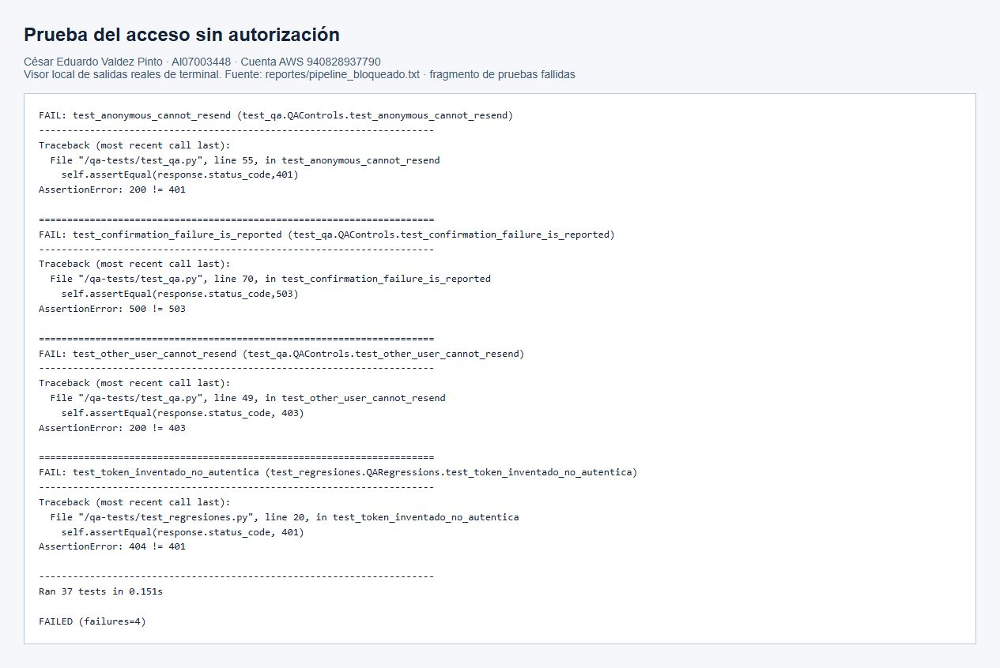 Prueba del acceso sin autorización
César Eduardo Valdez Pinto · AI07003448 · Cuenta AWS 940828937790
Visor local de salidas reales de terminal. Fuente: reportes/pipeline_bloqueado.txt · fragmento de pruebas fallidas
FAIL: test_anonymous_cannot_resend (test_qa.QAControls.test_anonymous_cannot_resend)
----------------------------------------------------------------------
Traceback (most recent call last):
  File "/qa-tests/test_qa.py", line 55, in test_anonymous_cannot_resend
    self.assertEqual(response.status_code,401)
AssertionError: 200 != 401

======================================================================
FAIL: test_confirmation_failure_is_reported (test_qa.QAControls.test_confirmation_failure_is_reported)
----------------------------------------------------------------------
Traceback (most recent call last):
  File "/qa-tests/test_qa.py", line 70, in test_confirmation_failure_is_reported
    self.assertEqual(response.status_code,503)
AssertionError: 500 != 503

======================================================================
FAIL: test_other_user_cannot_resend (test_qa.QAControls.test_other_user_cannot_resend)
----------------------------------------------------------------------
Traceback (most recent call last):
  File "/qa-tests/test_qa.py", line 49, in test_other_user_cannot_resend
    self.assertEqual(response.status_code, 403)
AssertionError: 200 != 403

======================================================================
FAIL: test_token_inventado_no_autentica (test_regresiones.QARegressions.test_token_inventado_no_autentica)
----------------------------------------------------------------------
Traceback (most recent call last):
  File "/qa-tests/test_regresiones.py", line 20, in test_token_inventado_no_autentica
    self.assertEqual(response.status_code, 401)
AssertionError: 404 != 401

----------------------------------------------------------------------
Ran 37 tests in 0.151s

FAILED (failures=4)